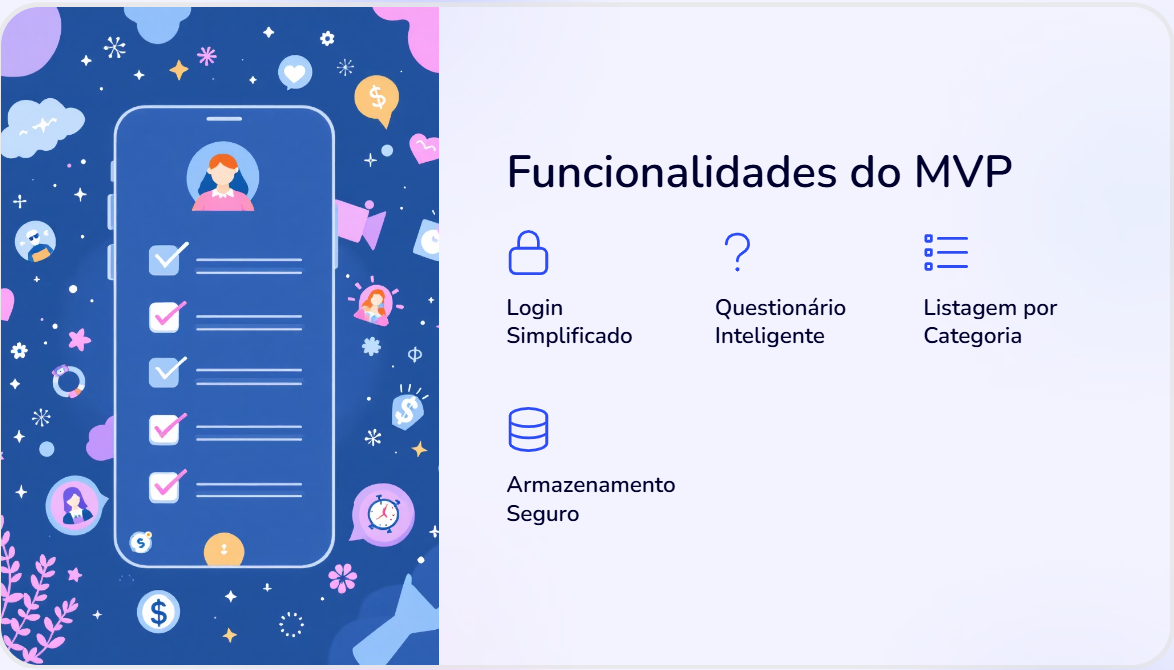 Funcionalidades do MVP
Login
Simplificado
Questionário
Inteligente
Listagem por
Categoria
Armazenamento
Seguro
$
$
$
$